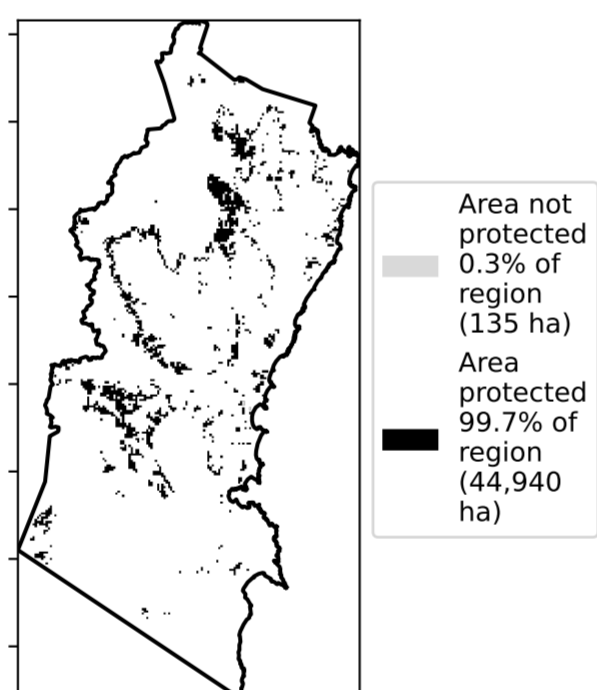 Area not
protected
0.3% of
region
(135 ha)
Area
protected
99.7% of
region
(44,940
ha)